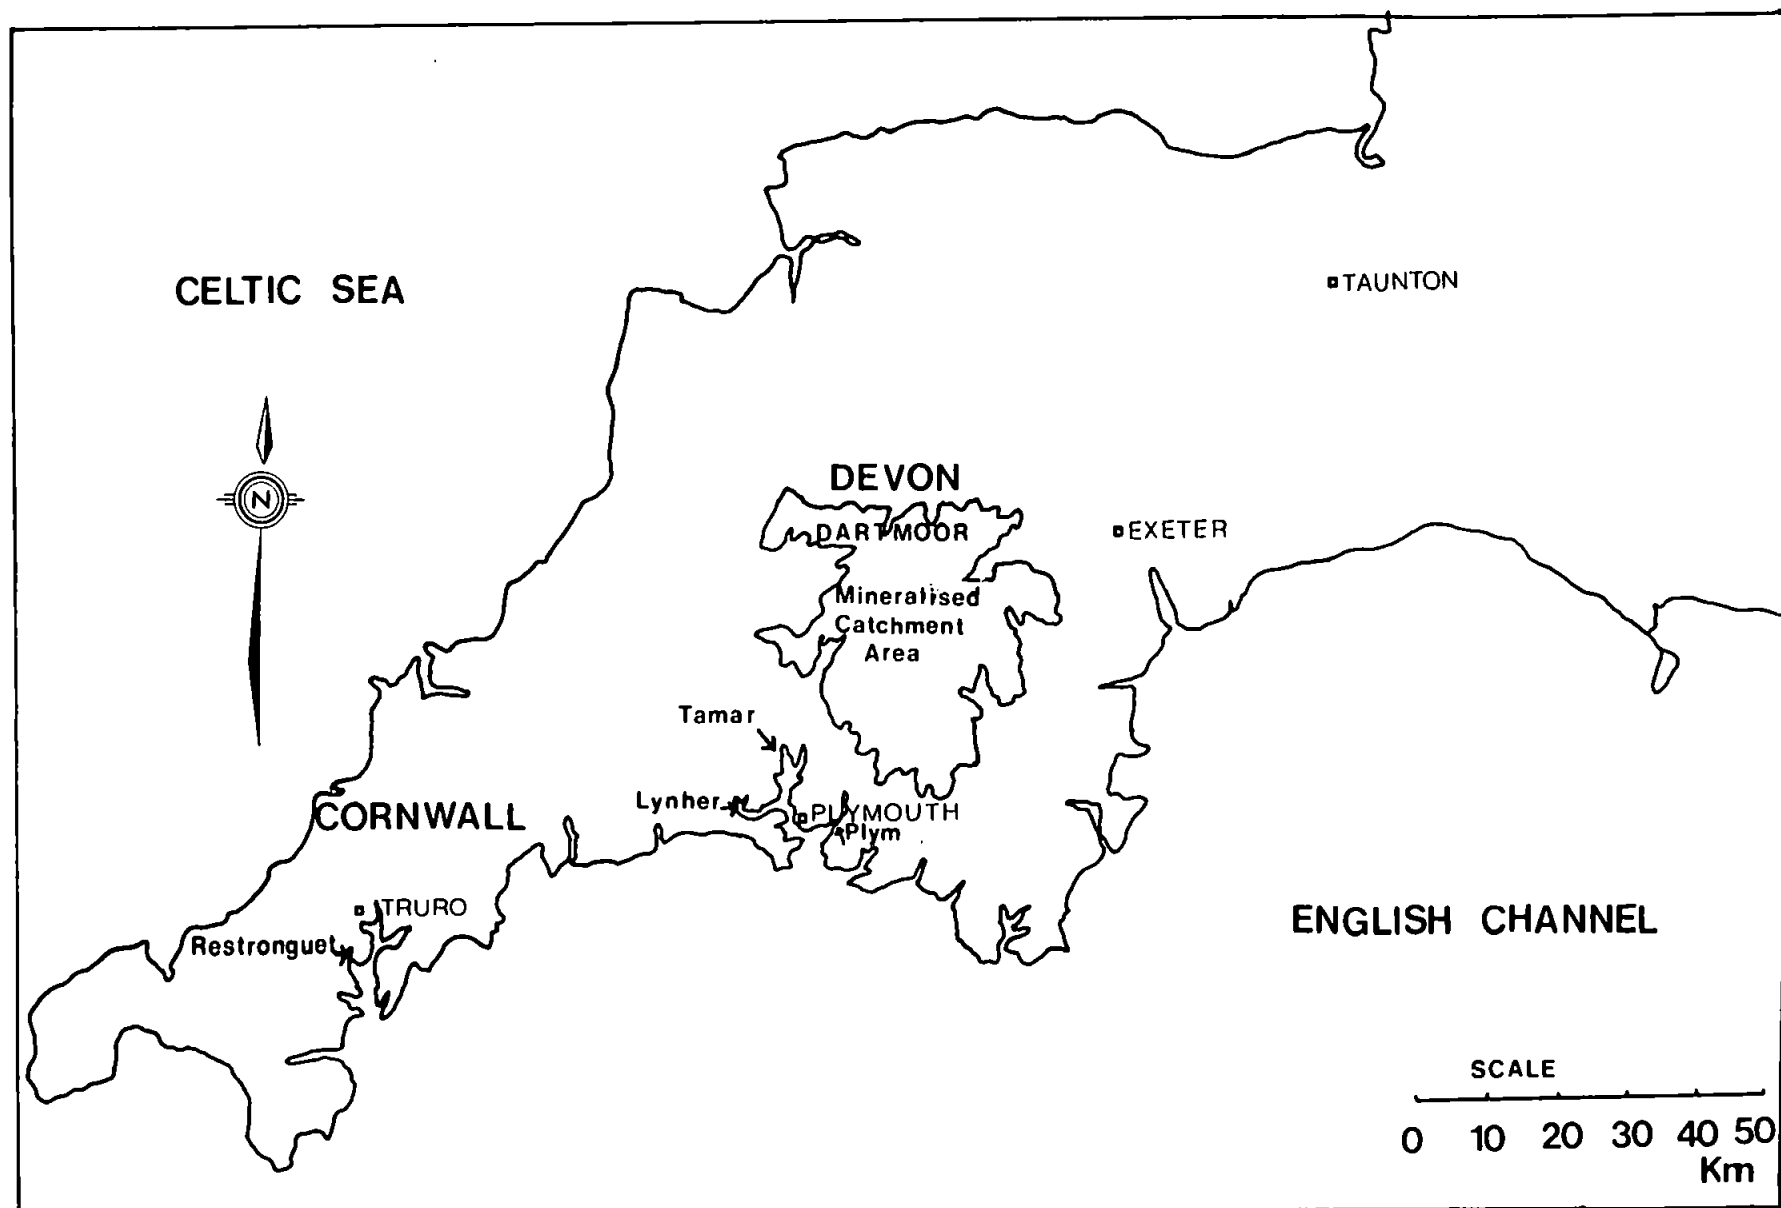 CELTIC SEA
TAUNTON
DEVON
N
DARTMOOR
EXETER
Mineralised
Catchment
Area
Tamar
Lynher
PLYMOUTH
Plym
CORNWALL
TRURO
Restronguet
ENGLISH CHANNEL
SCALE
0 10 20 30 40 50
Km